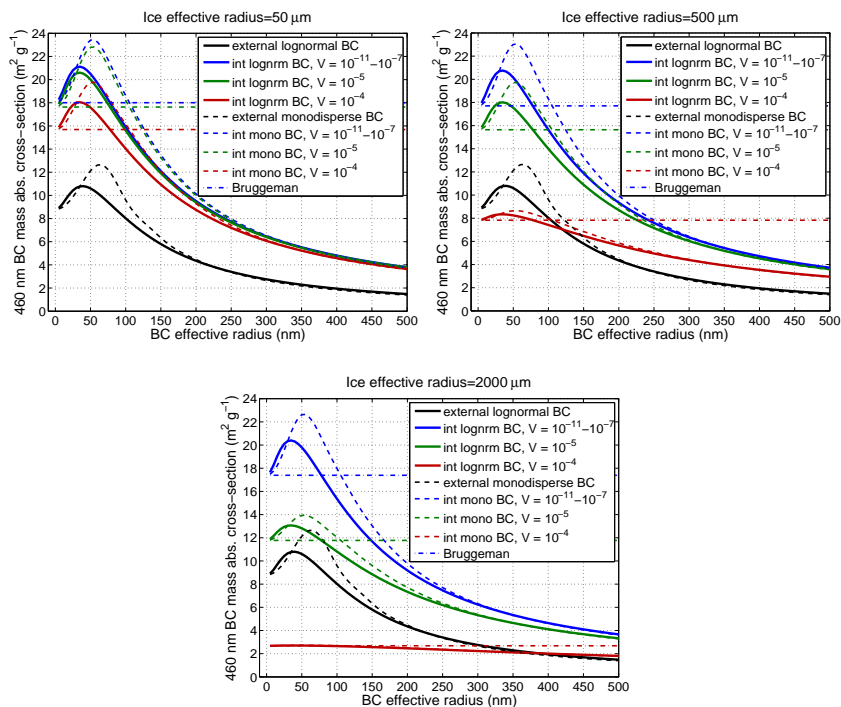 Ice effective radius=50 μm
460 nm BC mass abs. cross−section (m² g⁻¹)
24
22
20
18
16
14
12
10
8
6
4
2
0
0 50 100 150 200 250 300 350 400 450 500
BC effective radius (nm)
external lognormal BC
int lognrm BC, V = 10⁻¹¹−10⁻⁷
int lognrm BC, V = 10⁻⁵
int lognrm BC, V = 10⁻⁴
external monodisperse BC
int mono BC, V = 10⁻¹¹−10⁻⁷
int mono BC, V = 10⁻⁵
int mono BC, V = 10⁻⁴
Bruggeman
Ice effective radius=500 μm
460 nm BC mass abs. cross−section (m² g⁻¹)
24
22
20
18
16
14
12
10
8
6
4
2
0
0 50 100 150 200 250 300 350 400 450 500
BC effective radius (nm)
external lognormal BC
int lognrm BC, V = 10⁻¹¹−10⁻⁷
int lognrm BC, V = 10⁻⁵
int lognrm BC, V = 10⁻⁴
external monodisperse BC
int mono BC, V = 10⁻¹¹−10⁻⁷
int mono BC, V = 10⁻⁵
int mono BC, V = 10⁻⁴
Bruggeman
Ice effective radius=2000 μm
460 nm BC mass abs. cross−section (m² g⁻¹)
24
22
20
18
16
14
12
10
8
6
4
2
0
0 50 100 150 200 250 300 350 400 450 500
BC effective radius (nm)
external lognormal BC
int lognrm BC, V = 10⁻¹¹−10⁻⁷
int lognrm BC, V = 10⁻⁵
int lognrm BC, V = 10⁻⁴
external monodisperse BC
int mono BC, V = 10⁻¹¹−10⁻⁷
int mono BC, V = 10⁻⁵
int mono BC, V = 10⁻⁴
Bruggeman